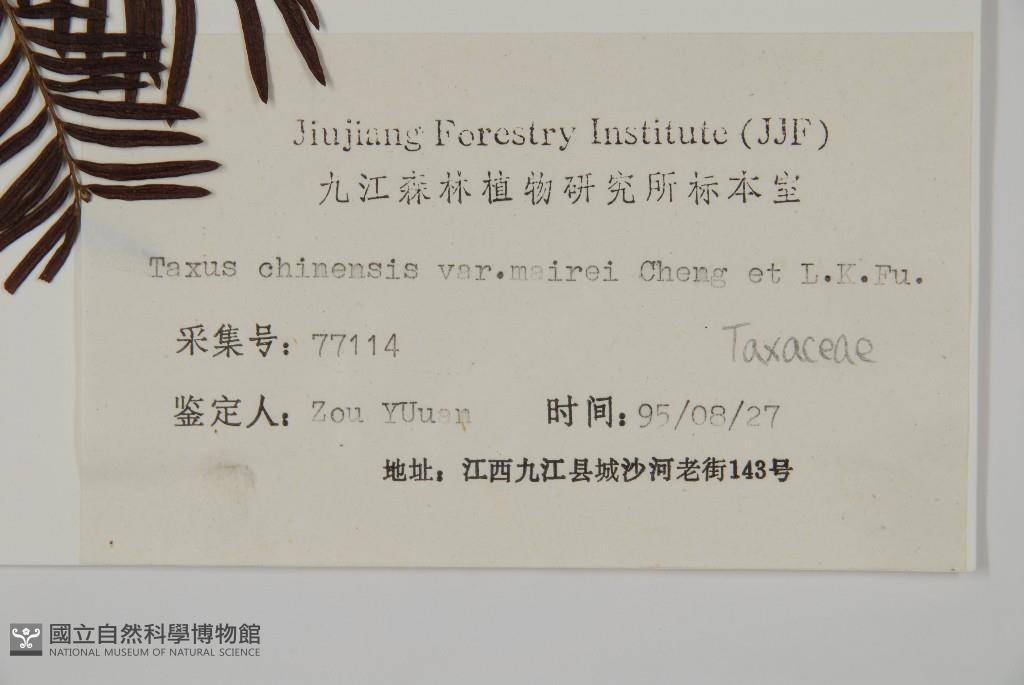 Jiujiang Forestry Institute (JJF)
九江森林植物研究所标本室
Taxus chinensis var.mairei Cheng et L.K.Fu.
采集号: 77114
Taxaceae
鉴定人: Zou YUuan 时间: 95/08/27
地址: 江西九江县城沙河老街143号
國立自然科學博物館
NATIONAL MUSEUM OF NATURAL SCIENCE